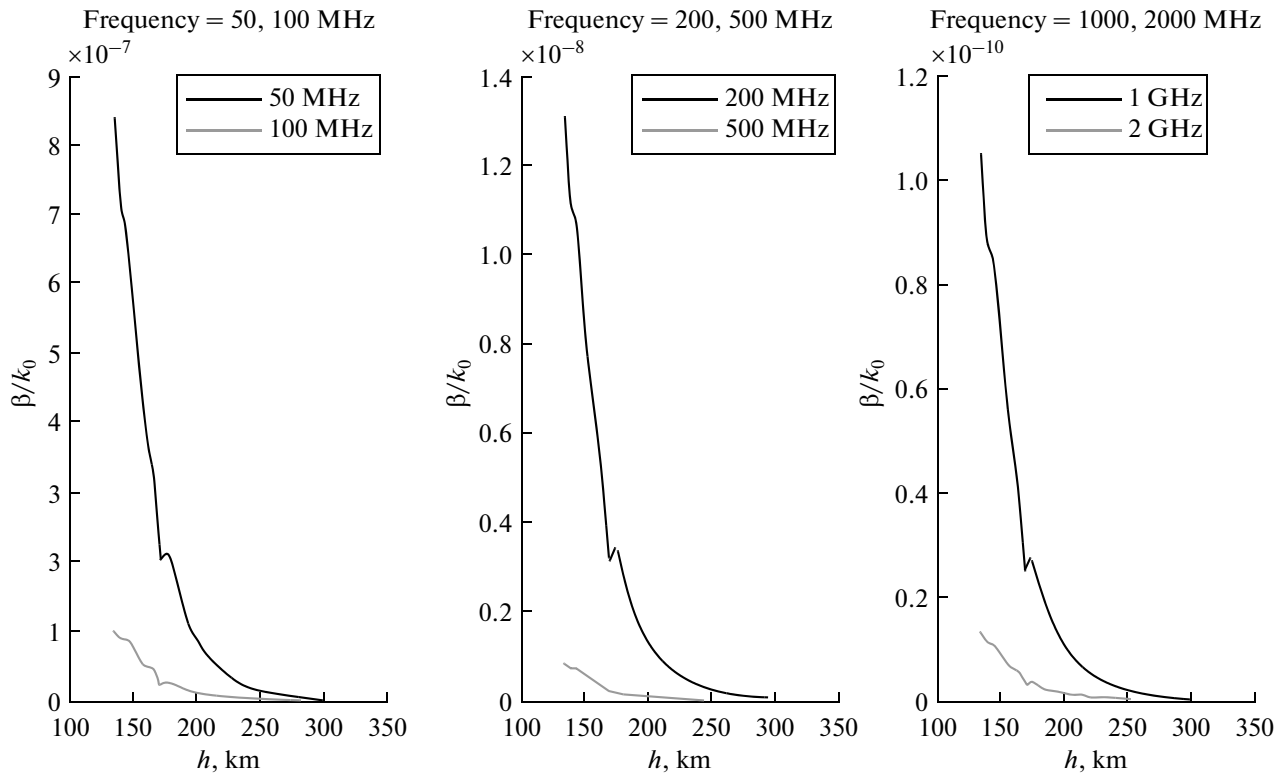 Frequency = 50, 100 MHz
×10−7
9
8
7
6
5
4
3
3
1
0
β/k0
50 MHz
100 MHz
100 150 200 250 300 350
h, km
Frequency = 200, 500 MHz
×10−8
1.4
1.2
1.0
0.8
0.6
0.4
0.2
0
β/k0
200 MHz
500 MHz
100 150 200 250 300 350
h, km
Frequency = 1000, 2000 MHz
×10−10
1.2
1.0
0.8
0.6
0.4
0.2
0
β/k0
1 GHz
2 GHz
100 150 200 250 300 350
h, km